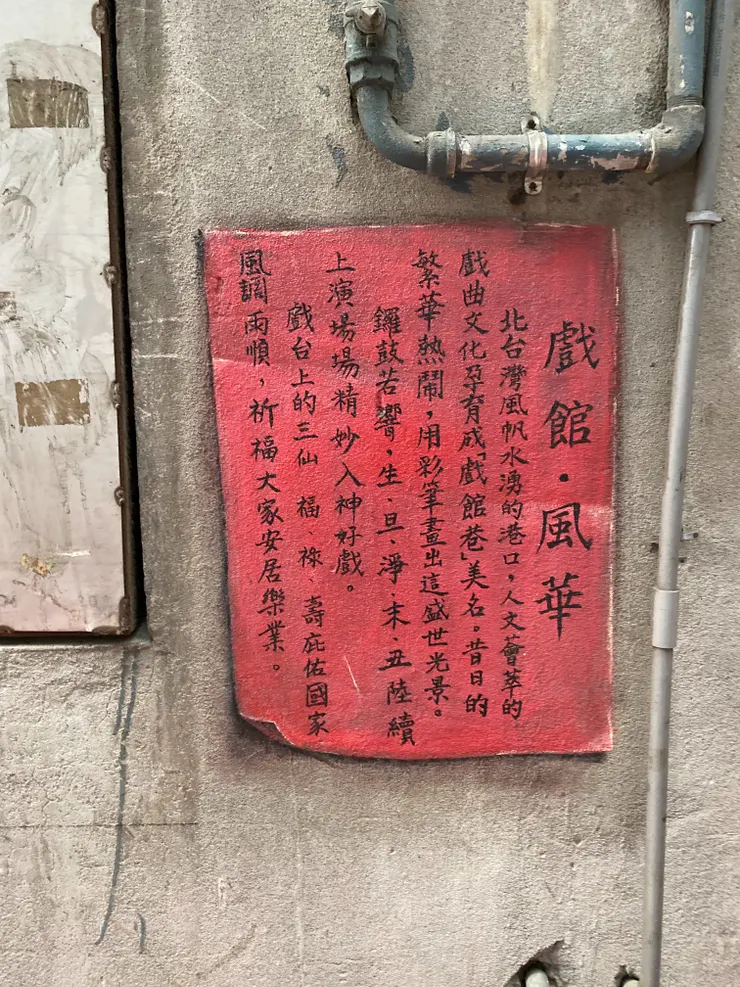 戲館·風華
北台灣風帆水湧的港口，人文薈萃的
戲曲文化孕育成「戲館巷」美名。昔日的
繁華熱鬧，用彩筆畫出這盛世光景。
鑼鼓若響，生、旦、淨、末、丑陸續
上演場場精妙入神好戲。
戲台上的三仙 福、祿、壽庇佑國家
風調雨順，祈福大家安居樂業。